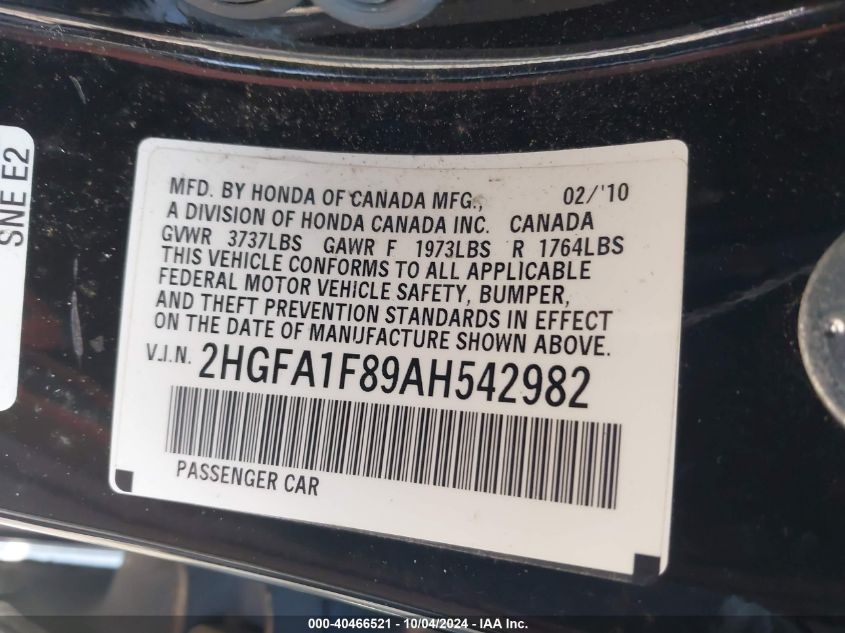 SNE E2
MFD. BY HONDA OF CANADA MFG., 02/'10
A DIVISION OF HONDA CANADA INC. CANADA
GVWR 3737LBS GAWR F 1973LBS R 1764LBS
THIS VEHICLE CONFORMS TO ALL APPLICABLE
FEDERAL MOTOR VEHICLE SAFETY, BUMPER,
AND THEFT PREVENTION STANDARDS IN EFFECT
ON THE DATE OF MANUFACTURE SHOWN ABOVE.
V.I.N. 2HGFA1F89AH542982
PASSENGER CAR
000-40466521 - 10/04/2024 - IAA Inc.